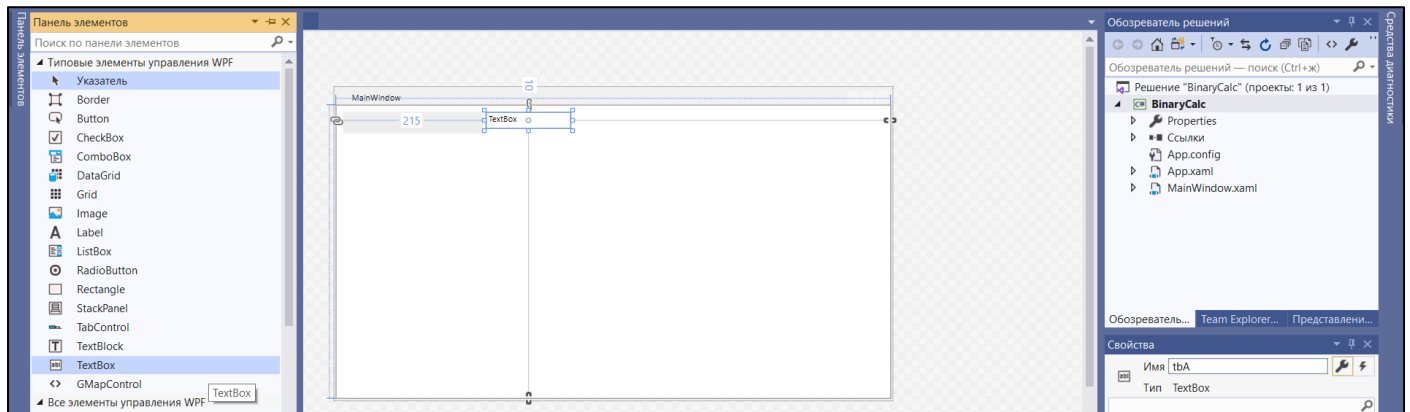 Панель элементов
Панель элементов
Поиск по панели элементов
Типовые элементы управления WPF
Указатель
Border
Button
CheckBox
ComboBox
DataGrid
Grid
Image
Label
ListBox
RadioButton
Rectangle
StackPanel
TabControl
TextBlock
TextBox
GMapControl
TextBox
Все элементы управления WPF
MainWindow
10
215
TextBox
Обозреватель решений
Обозреватель решений — поиск (Ctrl+ж)
Решение "BinaryCalc" (проекты: 1 из 1)
BinaryCalc
Properties
Ссылки
App.config
App.xaml
MainWindow.xaml
Обозреватель... Team Explorer... Представлени...
Свойства
Имя tbA
Тип TextBox
Средства диагностики